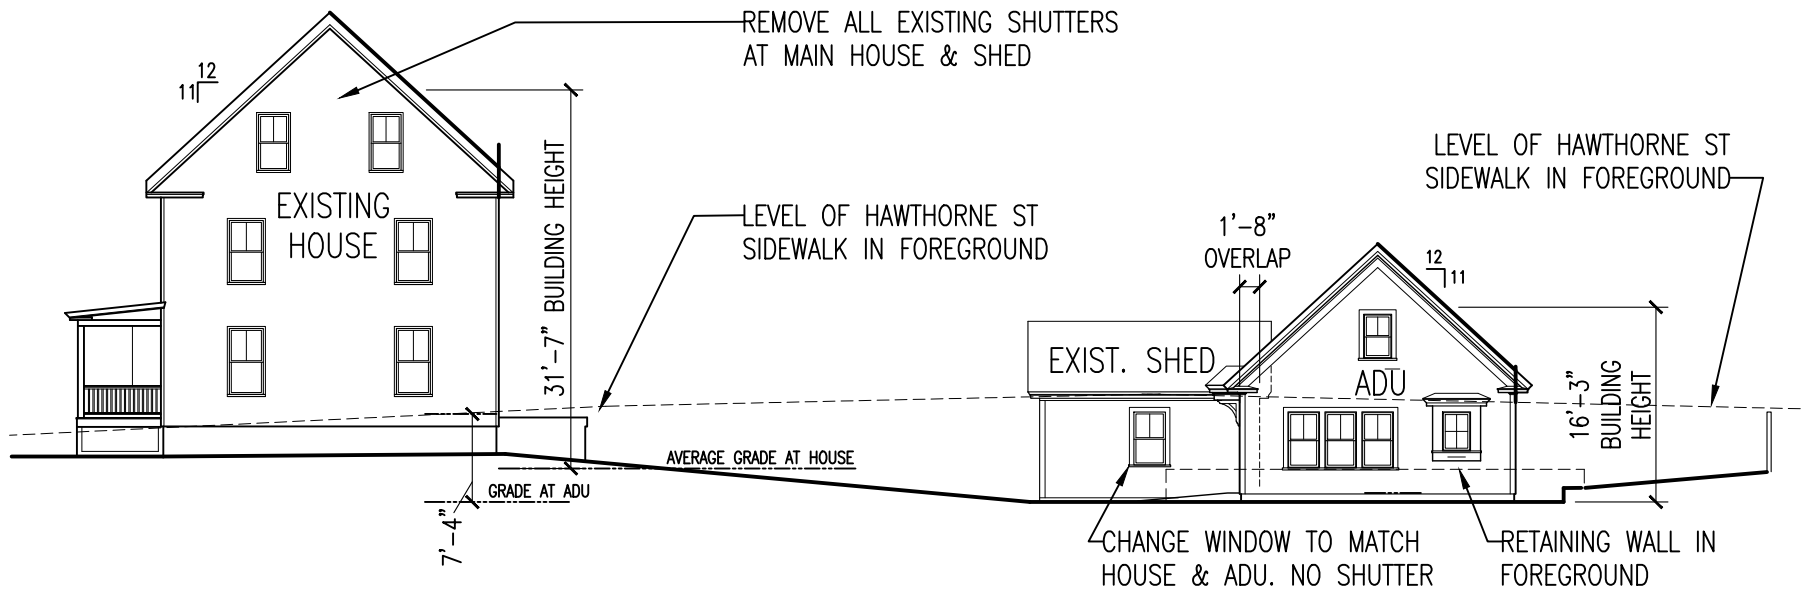 REMOVE ALL EXISTING SHUTTERS
AT MAIN HOUSE & SHED
12
11
EXISTING
HOUSE
31'-7" BUILDING HEIGHT
LEVEL OF HAWTHORNE ST
SIDEWALK IN FOREGROUND
LEVEL OF HAWTHORNE ST
SIDEWALK IN FOREGROUND
1'-8"
OVERLAP
12
11
EXIST. SHED
ADU
16'-3"
BUILDING
HEIGHT
AVERAGE GRADE AT HOUSE
GRADE AT ADU
7'-4"
CHANGE WINDOW TO MATCH
HOUSE & ADU. NO SHUTTER
RETAINING WALL IN
FOREGROUND